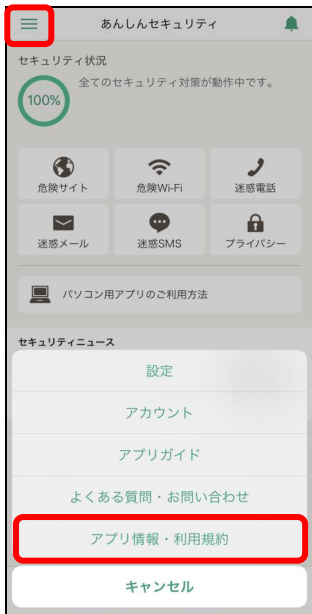 あんしんセキュリティ
セキュリティ状況
100%
全てのセキュリティ対策が動作中です。
危険サイト
危険Wi-Fi
迷惑電話
迷惑メール
迷惑SMS
プライバシー
パソコン用アプリのご利用方法
セキュリティニュース
設定
アカウント
アプリガイド
よくある質問・お問い合わせ
アプリ情報・利用規約
キャンセル